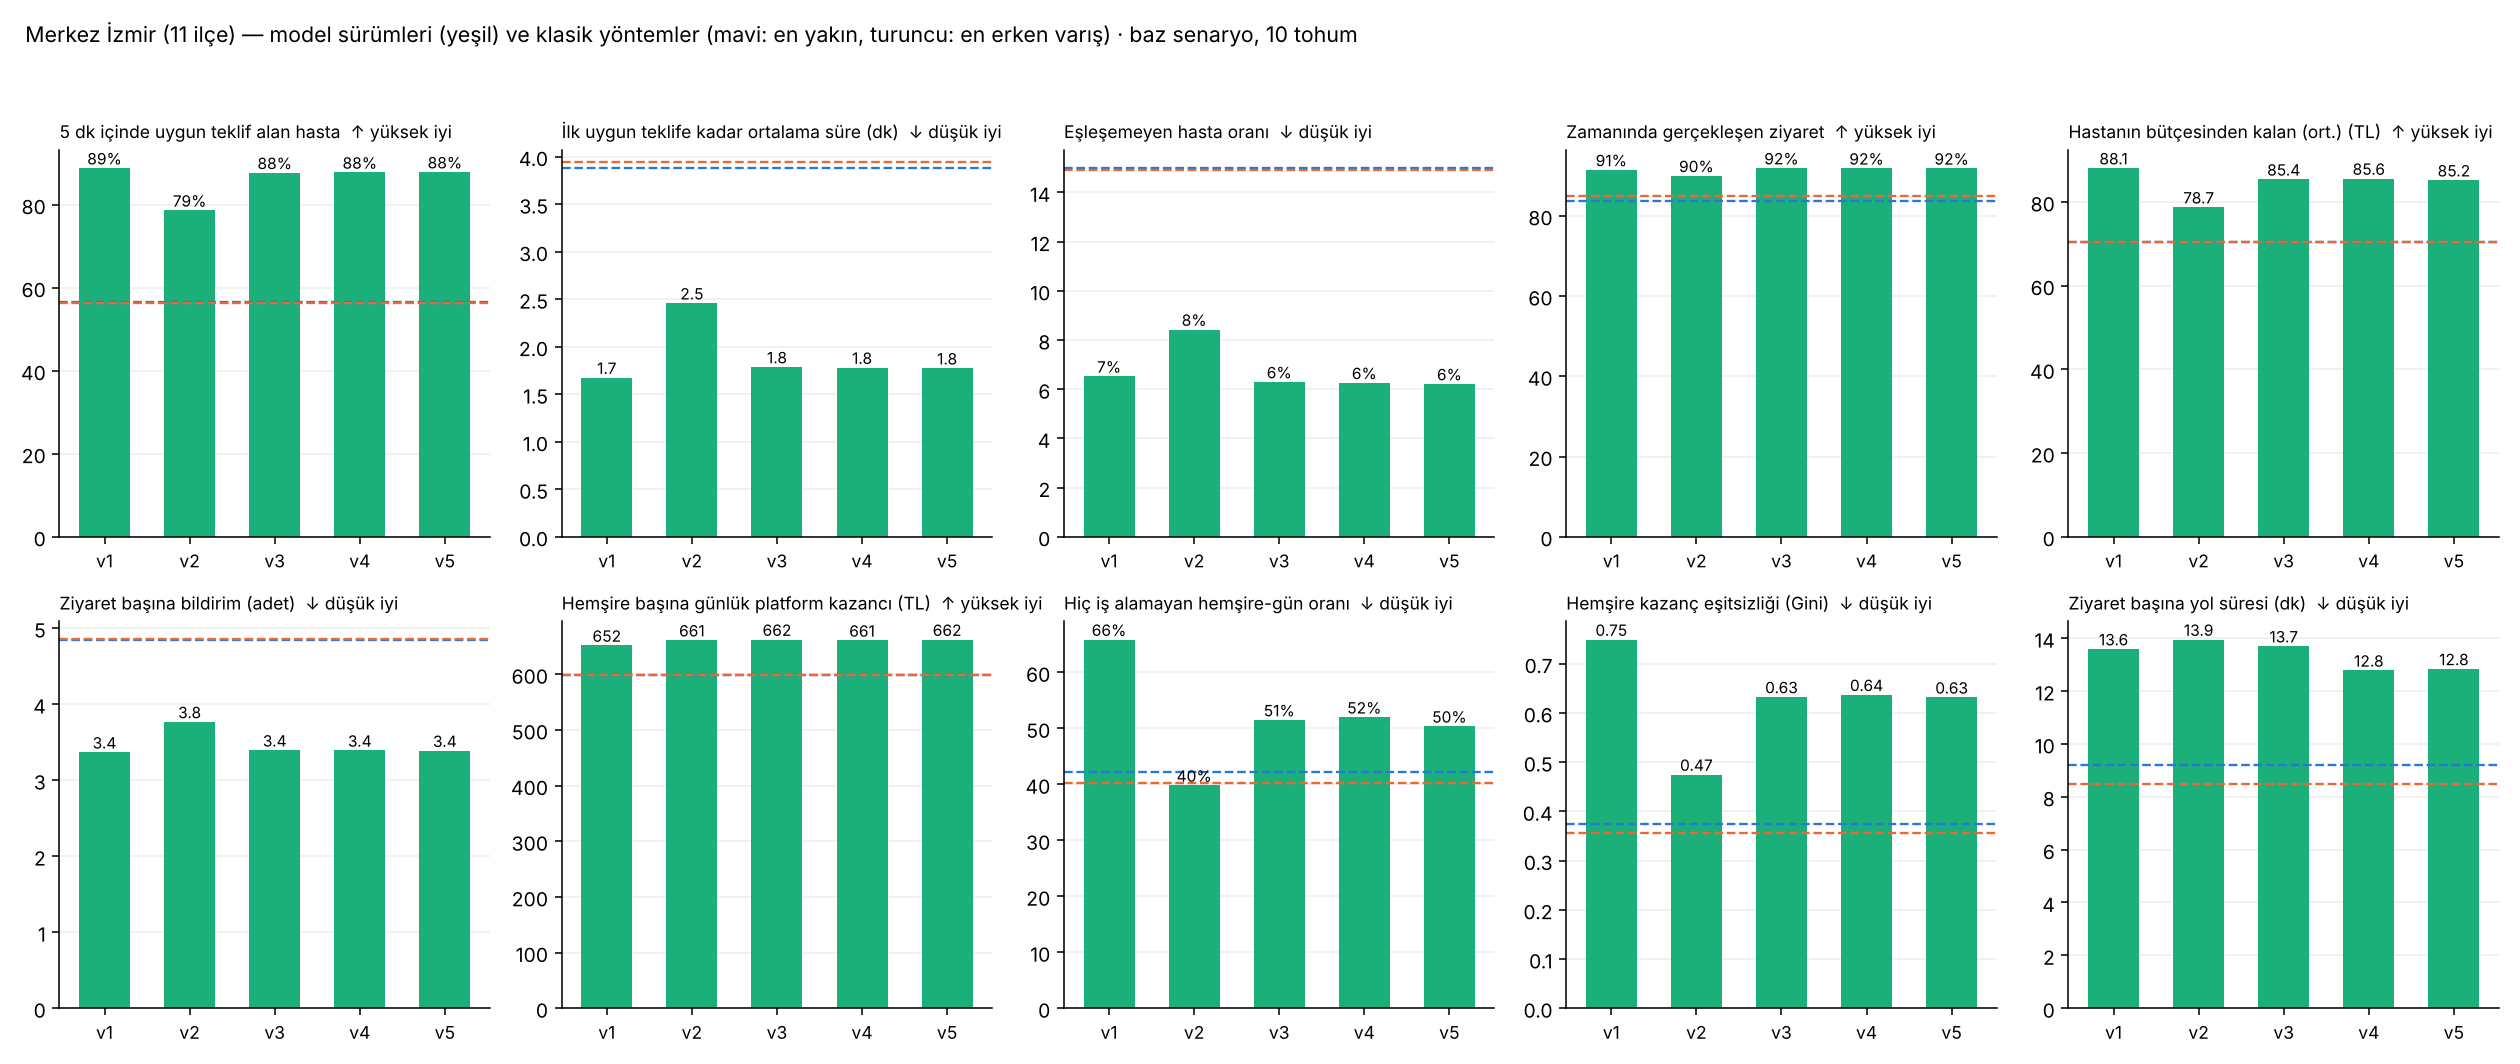 Merkez İzmir (11 ilçe) — model sürümleri (yeşil) ve klasik yöntemler (mavi: en yakın, turuncu: en erken varış) · baz senaryo, 10 tohum
5 dk içinde uygun teklif alan hasta ↑ yüksek iyi
89%
79%
88%
88%
88%
80
60
40
20
0
v1
v2
v3
v4
v5
İlk uygun teklife kadar ortalama süre (dk) ↓ düşük iyi
4.0
3.5
3.0
2.5
2.0
1.5
1.0
0.5
0.0
1.7
2.5
1.8
1.8
1.8
v1
v2
v3
v4
v5
Eşleşemeyen hasta oranı ↓ düşük iyi
14
12
10
8
6
4
2
0
7%
8%
6%
6%
6%
v1
v2
v3
v4
v5
Zamanında gerçekleşen ziyaret ↑ yüksek iyi
91%
90%
92%
92%
92%
80
60
40
20
0
v1
v2
v3
v4
v5
Hastanın bütçesinden kalan (ort.) (TL) ↑ yüksek iyi
88.1
78.7
85.4
85.6
85.2
80
60
40
20
0
v1
v2
v3
v4
v5
Ziyaret başına bildirim (adet) ↓ düşük iyi
5
4
3
2
1
0
3.4
3.8
3.4
3.4
3.4
v1
v2
v3
v4
v5
Hemşire başına günlük platform kazancı (TL) ↑ yüksek iyi
652
661
662
661
662
600
500
400
300
200
100
0
v1
v2
v3
v4
v5
Hiç iş alamayan hemşire-gün oranı ↓ düşük iyi
66%
40%
51%
52%
50%
60
50
40
30
20
10
0
v1
v2
v3
v4
v5
Hemşire kazanç eşitsizliği (Gini) ↓ düşük iyi
0.75
0.47
0.63
0.64
0.63
0.7
0.6
0.5
0.4
0.3
0.2
0.1
0.0
v1
v2
v3
v4
v5
Ziyaret başına yol süresi (dk) ↓ düşük iyi
13.6
13.9
13.7
12.8
12.8
14
12
10
8
6
4
2
0
v1
v2
v3
v4
v5